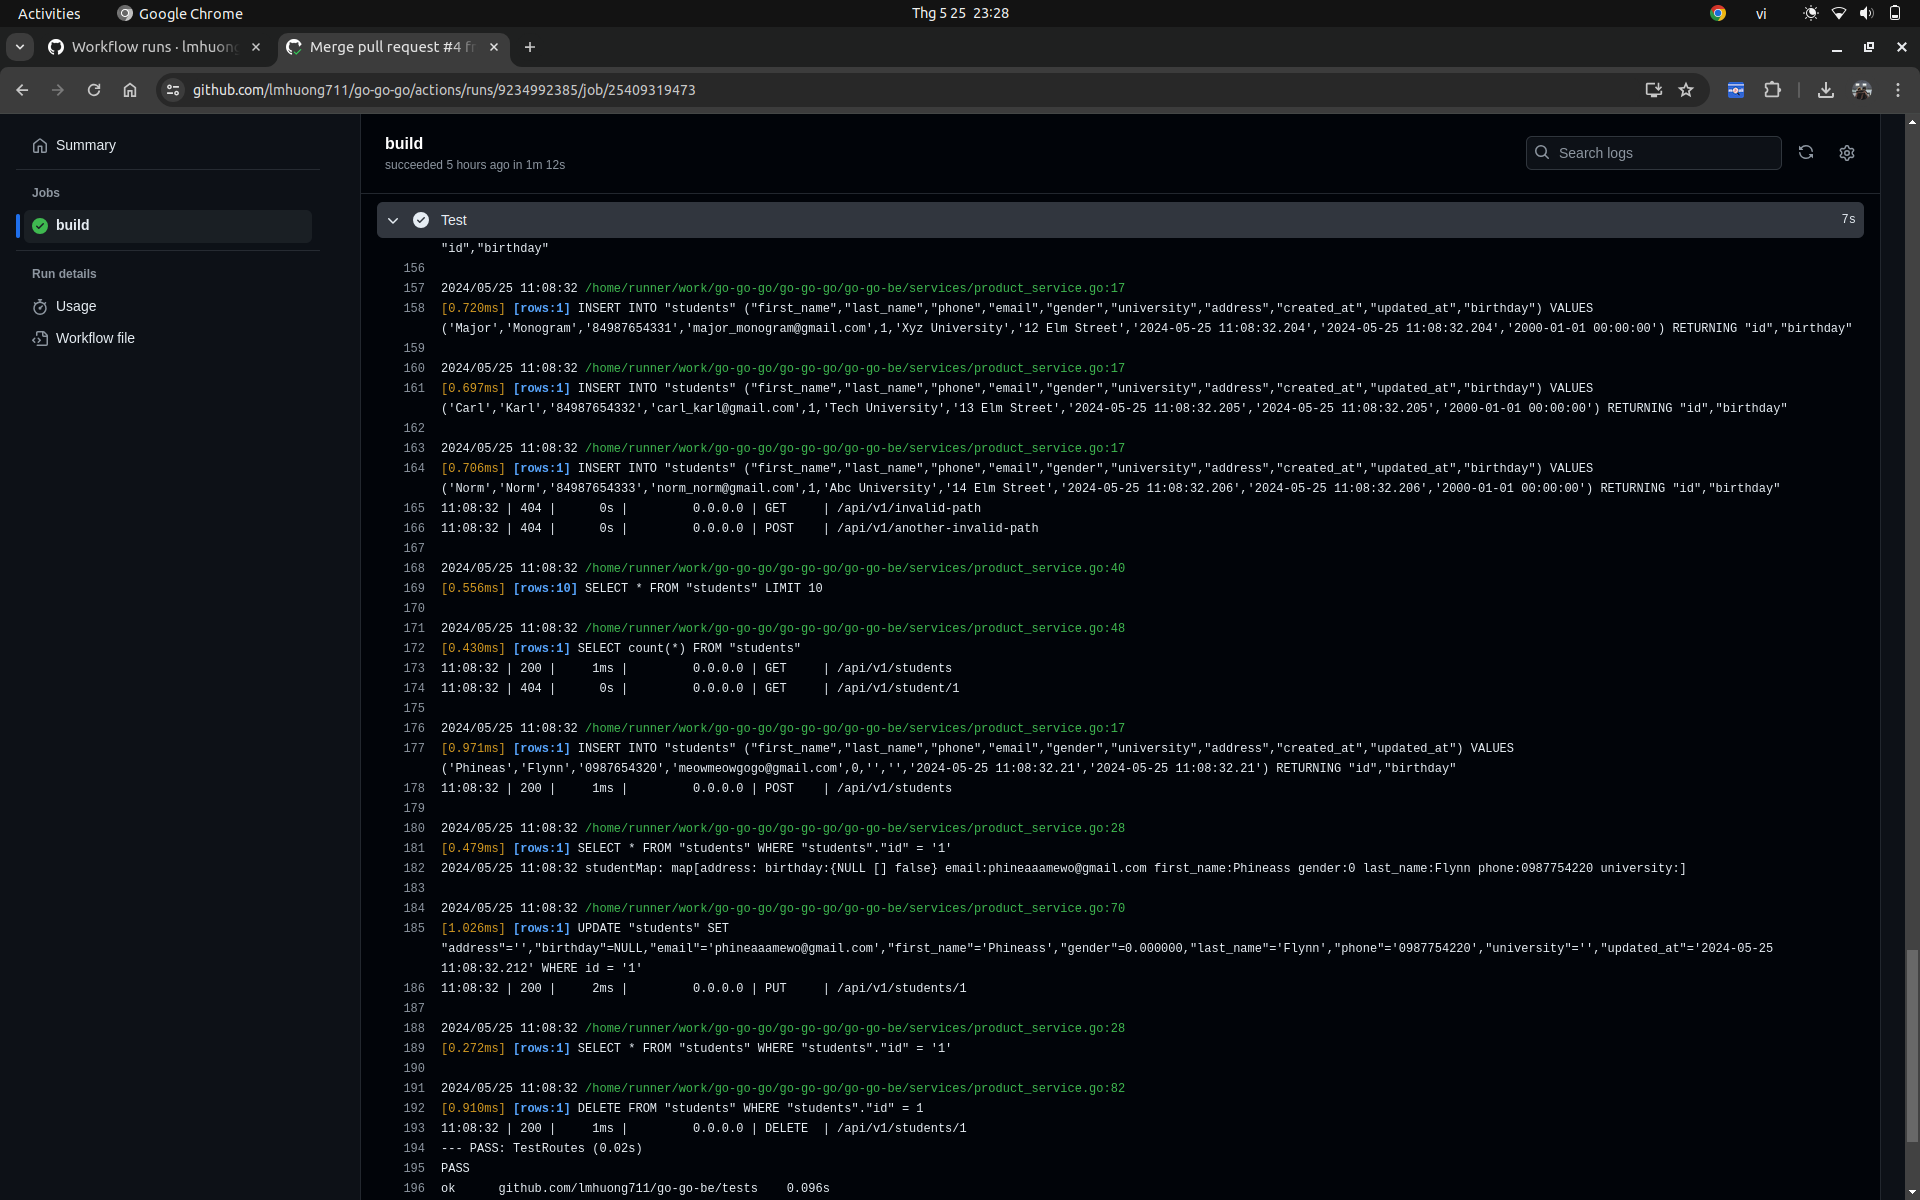 Activities
Google Chrome
Thg 5 25 23:28
vi
Workflow runs · lmhuong
Merge pull request #4 fr
github.com/lmhuong711/go-go-go/actions/runs/9234992385/job/25409319473
Summary
Jobs
build
Run details
Usage
Workflow file
build
succeeded 5 hours ago in 1m 12s
Search logs
Test
7s
"id","birthday"
156
157 2024/05/25 11:08:32 /home/runner/work/go-go-go/go-go-go/go-go-be/services/product_service.go:17
158 [0.720ms] [rows:1] INSERT INTO "students" ("first_name","last_name","phone","email","gender","university","address","created_at","updated_at","birthday") VALUES
('Major','Monogram','84987654331','major_monogram@gmail.com',1,'Xyz University','12 Elm Street','2024-05-25 11:08:32.204','2024-05-25 11:08:32.204','2000-01-01 00:00:00') RETURNING "id","birthday"
159
160 2024/05/25 11:08:32 /home/runner/work/go-go-go/go-go-go/go-go-be/services/product_service.go:17
161 [0.697ms] [rows:1] INSERT INTO "students" ("first_name","last_name","phone","email","gender","university","address","created_at","updated_at","birthday") VALUES
('Carl','Karl','84987654332','carl_karl@gmail.com',1,'Tech University','13 Elm Street','2024-05-25 11:08:32.205','2024-05-25 11:08:32.205','2000-01-01 00:00:00') RETURNING "id","birthday"
162
163 2024/05/25 11:08:32 /home/runner/work/go-go-go/go-go-go/go-go-be/services/product_service.go:17
164 [0.706ms] [rows:1] INSERT INTO "students" ("first_name","last_name","phone","email","gender","university","address","created_at","updated_at","birthday") VALUES
('Norm','Norm','84987654333','norm_norm@gmail.com',1,'Abc University','14 Elm Street','2024-05-25 11:08:32.206','2024-05-25 11:08:32.206','2000-01-01 00:00:00') RETURNING "id","birthday"
165 11:08:32 | 404 | 0s | 0.0.0.0 | GET | /api/v1/invalid-path
166 11:08:32 | 404 | 0s | 0.0.0.0 | POST | /api/v1/another-invalid-path
167
168 2024/05/25 11:08:32 /home/runner/work/go-go-go/go-go-go/go-go-be/services/product_service.go:40
169 [0.556ms] [rows:10] SELECT * FROM "students" LIMIT 10
170
171 2024/05/25 11:08:32 /home/runner/work/go-go-go/go-go-go/go-go-be/services/product_service.go:48
172 [0.430ms] [rows:1] SELECT count(*) FROM "students"
173 11:08:32 | 200 | 1ms | 0.0.0.0 | GET | /api/v1/students
174 11:08:32 | 404 | 0s | 0.0.0.0 | GET | /api/v1/student/1
175
176 2024/05/25 11:08:32 /home/runner/work/go-go-go/go-go-go/go-go-be/services/product_service.go:17
177 [0.971ms] [rows:1] INSERT INTO "students" ("first_name","last_name","phone","email","gender","university","address","created_at","updated_at") VALUES
('Phineas','Flynn','0987654320','meowmeowgogo@gmail.com',0,'','','2024-05-25 11:08:32.21','2024-05-25 11:08:32.21') RETURNING "id","birthday"
178 11:08:32 | 200 | 1ms | 0.0.0.0 | POST | /api/v1/students
179
180 2024/05/25 11:08:32 /home/runner/work/go-go-go/go-go-go/go-go-be/services/product_service.go:28
181 [0.479ms] [rows:1] SELECT * FROM "students" WHERE "students"."id" = '1'
182 2024/05/25 11:08:32 studentMap: map[address: birthday:{NULL [] false} email:phineaaamewo@gmail.com first_name:Phineass gender:0 last_name:Flynn phone:0987754220 university:]
183
184 2024/05/25 11:08:32 /home/runner/work/go-go-go/go-go-go/go-go-be/services/product_service.go:70
185 [1.026ms] [rows:1] UPDATE "students" SET
"address"='',"birthday"=NULL,"email"='phineaaamewo@gmail.com',"first_name"='Phineass',"gender"=0.000000,"last_name"='Flynn',"phone"='0987754220',"university"='',"updated_at"='2024-05-25
11:08:32.212' WHERE id = '1'
186 11:08:32 | 200 | 2ms | 0.0.0.0 | PUT | /api/v1/students/1
187
188 2024/05/25 11:08:32 /home/runner/work/go-go-go/go-go-go/go-go-be/services/product_service.go:28
189 [0.272ms] [rows:1] SELECT * FROM "students" WHERE "students"."id" = '1'
190
191 2024/05/25 11:08:32 /home/runner/work/go-go-go/go-go-go/go-go-be/services/product_service.go:82
192 [0.910ms] [rows:1] DELETE FROM "students" WHERE "students"."id" = 1
193 11:08:32 | 200 | 1ms | 0.0.0.0 | DELETE | /api/v1/students/1
194 --- PASS: TestRoutes (0.02s)
195 PASS
196 ok github.com/lmhuong711/go-go-be/tests 0.096s